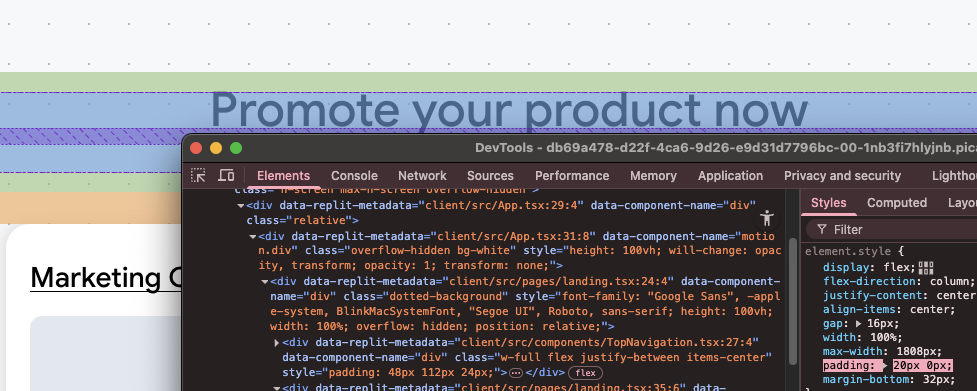 Promote your product now
DevTools - db69a478-d22f-4ca6-9d26-e9d31d7796bc-00-1nb3fi7hlyjnb.pica
Elements Console Network Sources Performance Memory Application Privacy and security Lighthou
class="h-screen max-h-screen overflow-hidden">
<div data-replit-metadata="client/src/App.tsx:29:4" data-component-name="div"
class="relative">
<div data-replit-metadata="client/src/App.tsx:31:8" data-component-name="motio
n.div" class="overflow-hidden bg-white" style="height: 100vh; will-change: opac
ity, transform; opacity: 1; transform: none;">
<div data-replit-metadata="client/src/pages/landing.tsx:24:4" data-component-
name="div" class="dotted-background" style="font-family: "Google Sans", -appl
e-system, BlinkMacSystemFont, "Segoe UI", Roboto, sans-serif; height: 100vh;
width: 100%; overflow: hidden; position: relative;">
<div data-replit-metadata="client/src/components/TopNavigation.tsx:27:4"
data-component-name="div" class="w-full flex justify-between items-center"
style="padding: 48px 112px 24px;">…</div> flex
<div data-replit-metadata="client/src/pages/landing.tsx:35:6" data-
Styles Computed Layou
Filter
element.style {
display: flex;
flex-direction: column;
justify-content: center
align-items: center;
gap: 16px;
width: 100%;
max-width: 1808px;
padding: 20px 0px;
margin-bottom: 32px;
Marketing C